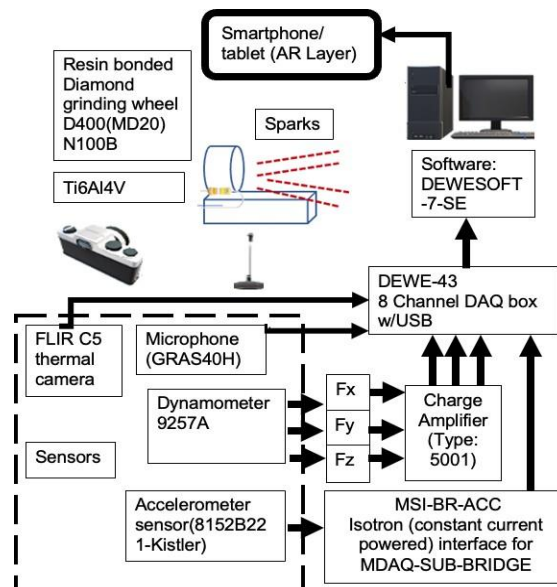 Smartphone/
tablet (AR Layer)
Resin bonded
Diamond
grinding wheel
D400(MD20)
N100B
Sparks
Ti6Al4V
Software:
DEWESOFT
-7-SE
DEWE-43
8 Channel DAQ box
w/USB
FLIR C5
thermal
camera
Microphone
(GRAS40H)
Dynamometer
9257A
Fx
Fy
Fz
Charge
Amplifier
(Type:
5001)
Sensors
Accelerometer
sensor(8152B22
1-Kistler)
MSI-BR-ACC
Isotron (constant current
powered) interface for
MDAQ-SUB-BRIDGE